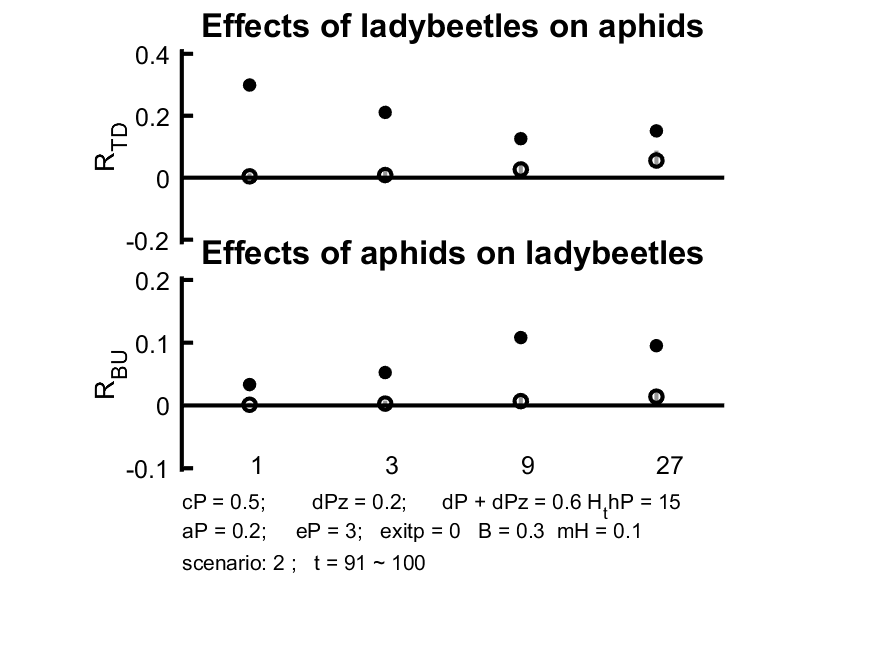 Effects of ladybeetles on aphids
0.4
0.2
0
-0.2
RTD
Effects of aphids on ladybeetles
0.2
0.1
0
-0.1
RBU
1 3 9 27
cP = 0.5; dPz = 0.2; dP + dPz = 0.6 HthP = 15
aP = 0.2; eP = 3; exitp = 0 B = 0.3 mH = 0.1
scenario: 2 ; t = 91 ~ 100